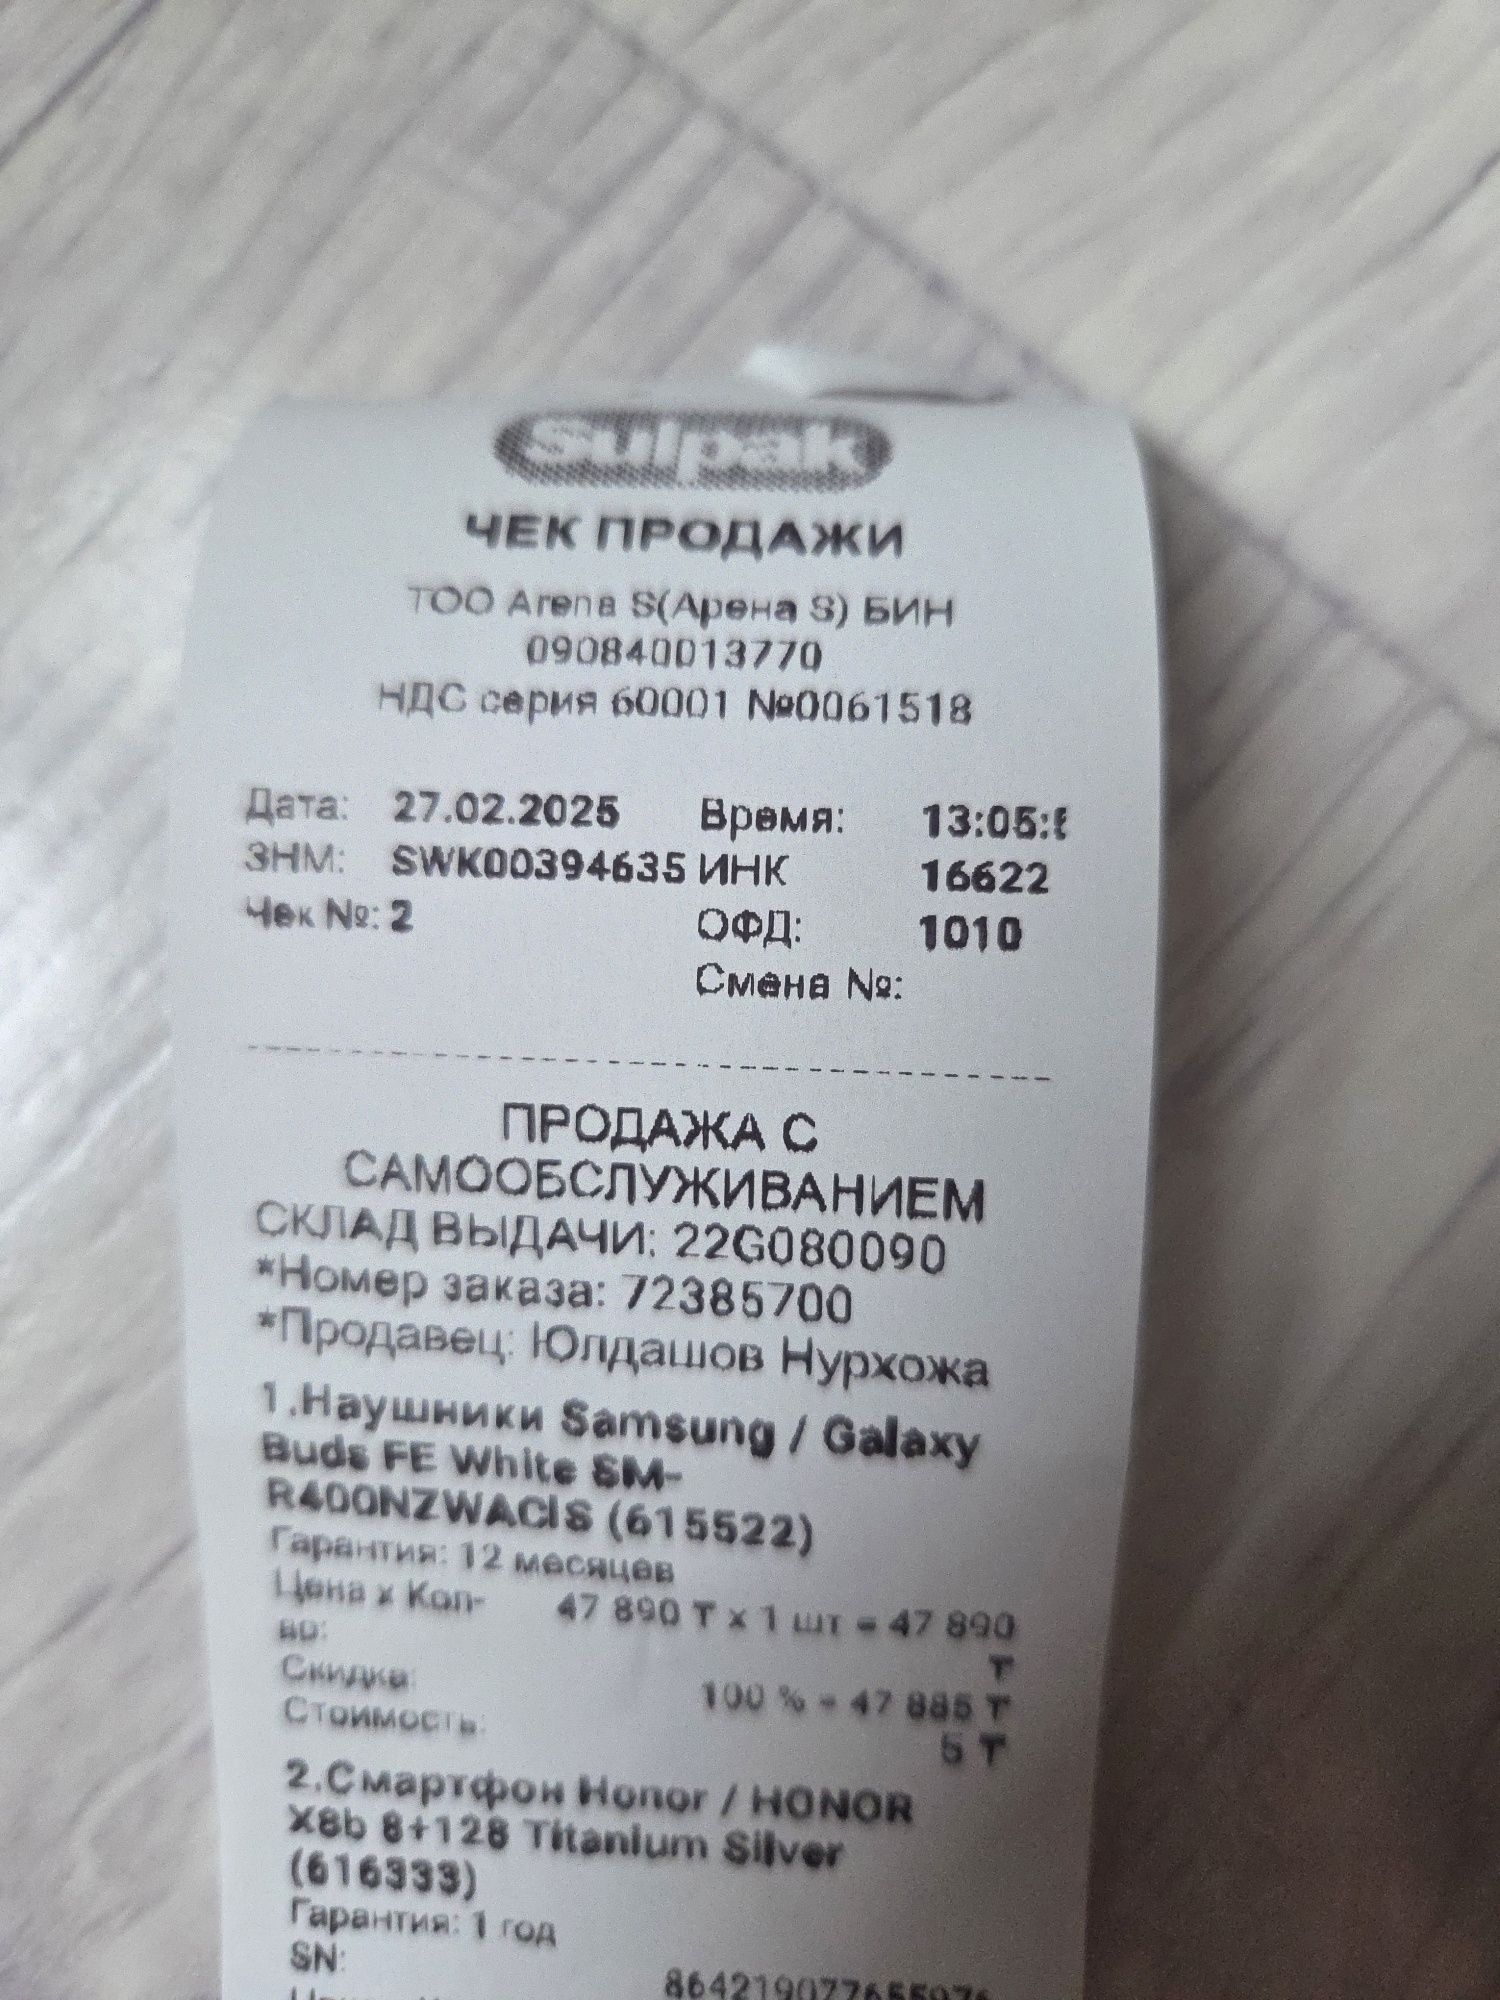 Sulpak
ЧЕК ПРОДАЖИ
ТОО Arena S(Арена S) БИН
090840013770
НДС серия 60001 №0061518
Дата: 27.02.2025 Время: 13:05:
ЗНМ: SWK00394635 ИНК 16622
Чек №: 2 ОФД: 1010
Смена №:
ПРОДАЖА С
САМООБСЛУЖИВАНИЕМ
СКЛАД ВЫДАЧИ: 22G080090
*Номер заказа: 72385700
*Продавец: Юлдашов Нурхожа
1.Наушники Samsung / Galaxy
Buds FE White SM-
R400NZWACIS (615522)
Гарантия: 12 месяцев
Цена x Кол- 47 890 ₸ x 1 шт = 47 890
во: ₸
Скидка: 100 % = 47 885 ₸
Стоимость: 5 ₸
2.Смартфон Honor / HONOR
X8b 8+128 Titanium Silver
(616333)
Гарантия: 1 год
SN: